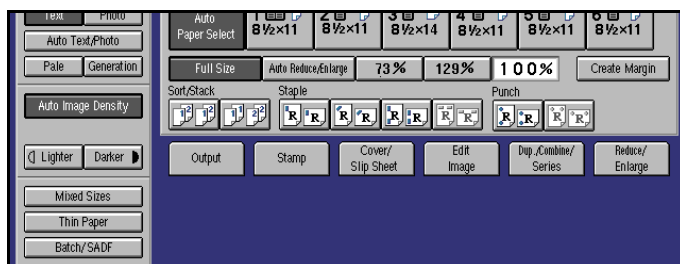 Text Photo
Auto Text/Photo
Pale Generation
Auto Image Density
Lighter Darker
Mixed Sizes
Thin Paper
Batch/SADF
Auto Paper Select
1 8½×11
2 8½×11
3 8½×14
4 8½×11
5 8½×11
6 8½×11
Full Size Auto Reduce/Enlarge 73% 129% 100% Create Margin
Sort/Stack Staple Punch
Output Stamp Cover/Slip Sheet Edit Image Dup./Combine/Series Reduce/Enlarge